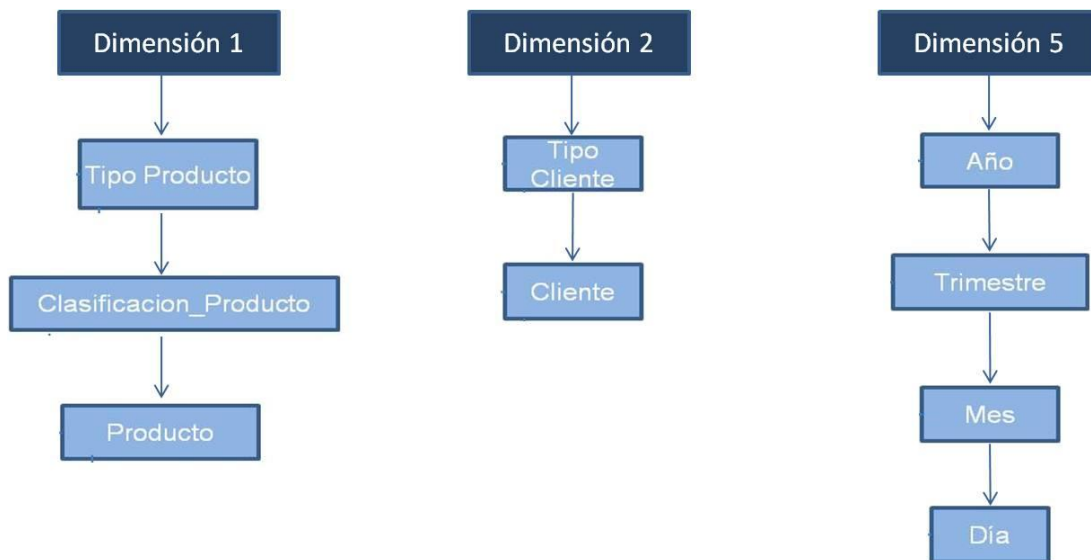 Dimensión 1
Dimensión 2
Dimensión 5
Tipo Producto
Tipo
Cliente
Año
Clasificacion_Producto
Cliente
Trimestre
Producto
Mes
Día